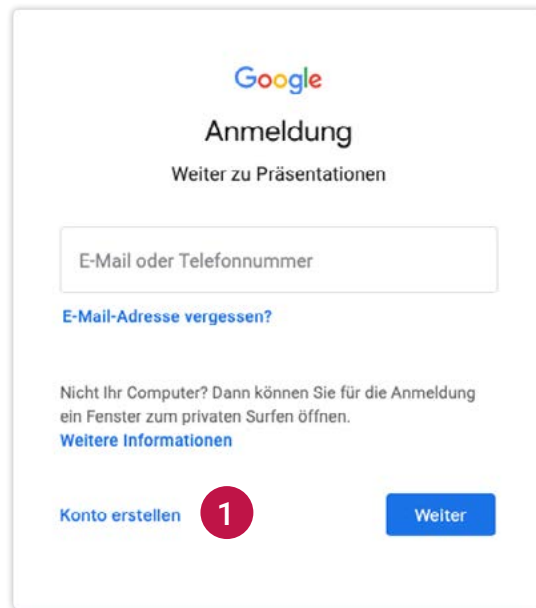 Google
Anmeldung
Weiter zu Präsentationen
E-Mail oder Telefonnummer
E-Mail-Adresse vergessen?
Nicht Ihr Computer? Dann können Sie für die Anmeldung
ein Fenster zum privaten Surfen öffnen.
Weitere Informationen
Konto erstellen 1 Weiter